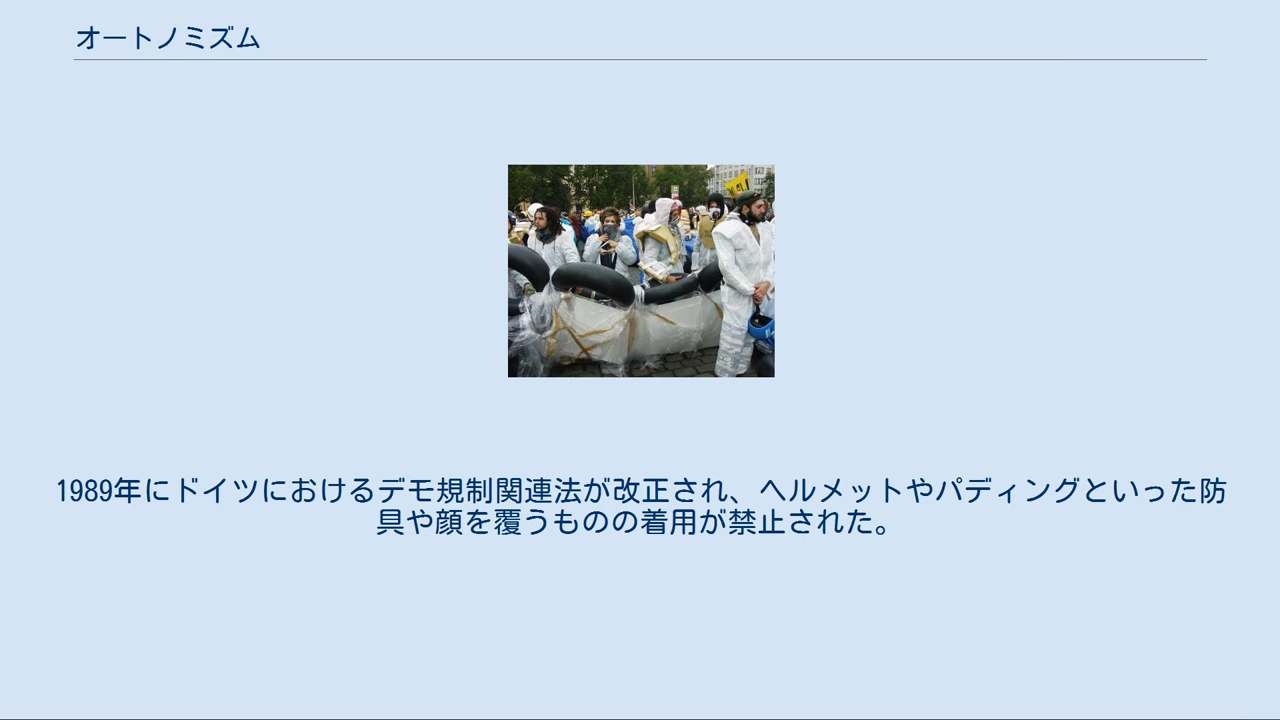 オートノミズム
1989年にドイツにおけるデモ規制関連法が改正され、ヘルメットやパディングといった防
具や顔を覆うものの着用が禁止された。